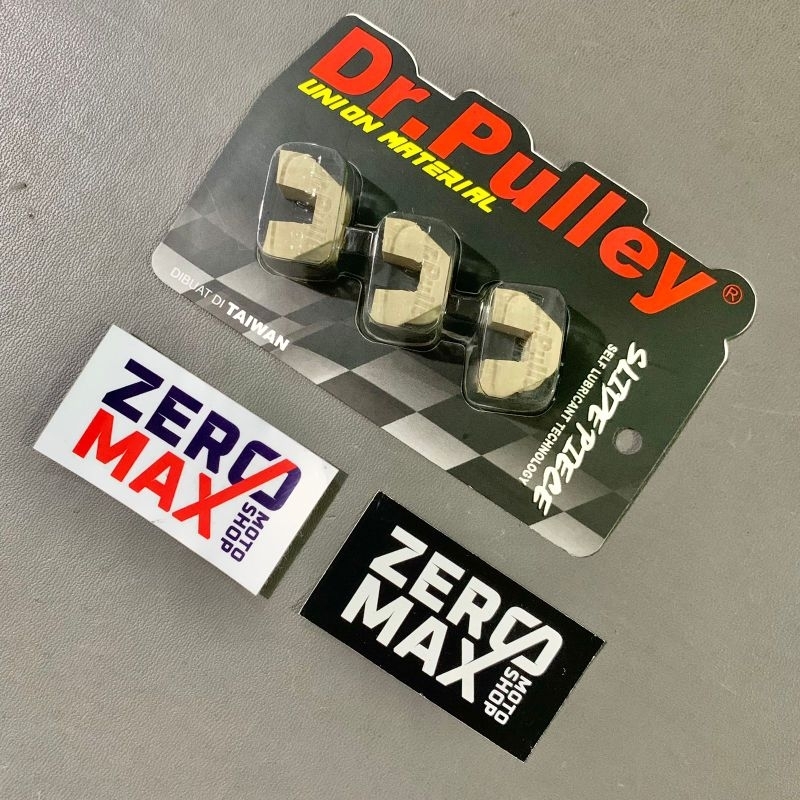 Dr.Pulley®
UNION MATERIAL
DIBUAT DI TAIWAN
SLIDE PIECE
SELF LUBRICANT TECHNOLOGY
ZERO
MAX
MOTO
SHOP
ZERO
MAX
MOTO
SHOP